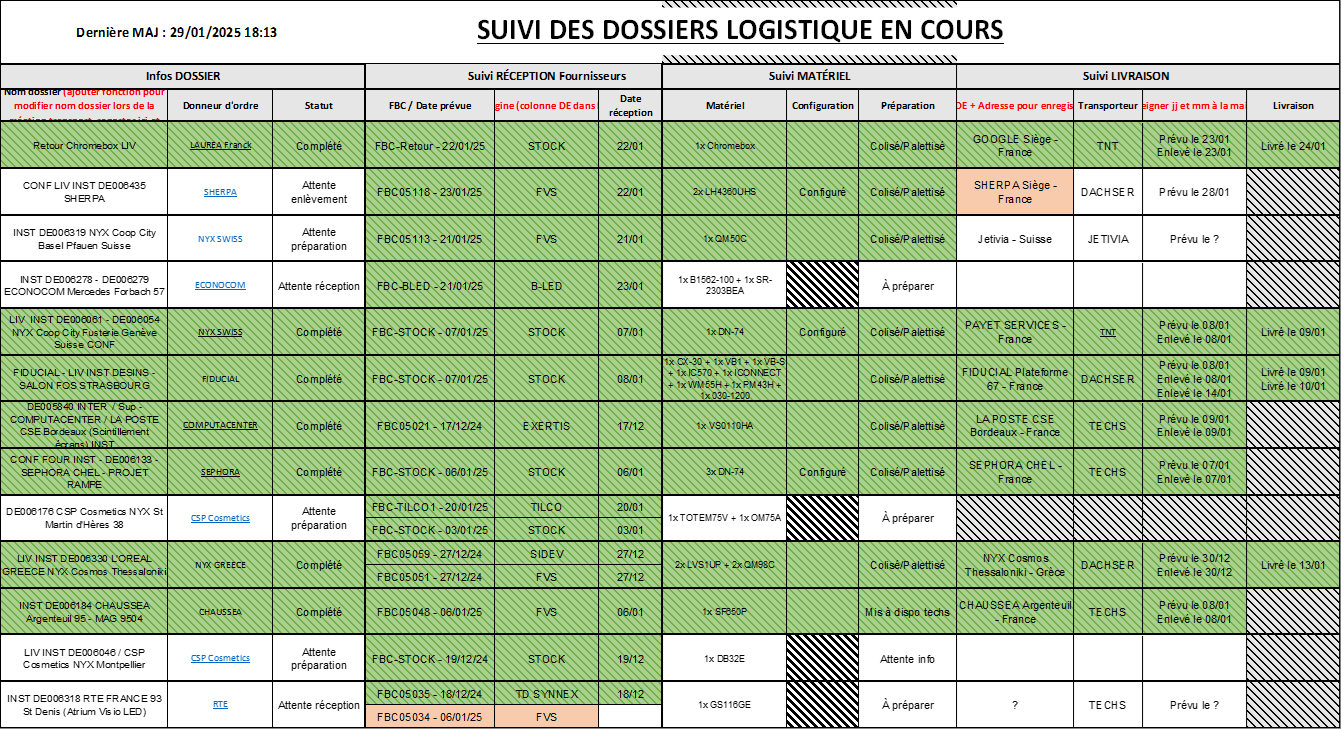 Dernière MAJ : 29/01/2025 18:13
SUIVI DES DOSSIERS LOGISTIQUE EN COURS
Infos DOSSIER
Suivi RÉCEPTION Fournisseurs
Suivi MATÉRIEL
Suivi LIVRAISON
Nom dossier (ajouter fonction pour
modifier nom dossier lors de la
Donneur d'ordre
Statut
FBC / Date prévue
gine (colonne DE dans
Date
réception
Matériel
Configuration
Préparation
DE + Adresse pour enregis
Transporteur
eigner jj et mm à la ma
Livraison
Retour Chromebox LIV
LAUREA Franck
Complété
FBC-Retour - 22/01/25
STOCK
22/01
1x Chromebox
Colisé/Palettisé
GOOGLE Siège -
France
TNT
Prévu le 23/01
Enlevé le 23/01
Livré le 24/01
CONF LIV INST DE006435
SHERPA
SHERPA
Attente
enlèvement
FBC05118 - 23/01/25
FVS
22/01
2x LH4360UHS
Configuré
Colisé/Palettisé
SHERPA Siège -
France
DACHSER
Prévu le 28/01
INST DE006319 NYX Coop City
Basel Pfauen Suisse
NYX SWISS
Attente
préparation
FBC05113 - 21/01/25
FVS
21/01
1x QM50C
Colisé/Palettisé
Jetivia - Suisse
JETIVIA
Prévu le ?
INST DE006278 - DE006279
ECONOCOM Mercedes Forbach 57
ECONOCOM
Attente réception
FBC-BLED - 21/01/25
B-LED
23/01
1x B1562-100 + 1x SR-
2303BEA
À préparer
LIV INST DE006061 - DE006054
NYX Coop City Fusterie Genève
Suisse CONF
NYX SWISS
Complété
FBC-STOCK - 07/01/25
STOCK
07/01
1x DN-74
Configuré
Colisé/Palettisé
PAYET SERVICES -
France
TNT
Prévu le 08/01
Enlevé le 08/01
Livré le 09/01
FIDUCIAL - LIV INST DESINS -
SALON FOS STRASBOURG
FIDUCIAL
Complété
FBC-STOCK - 07/01/25
STOCK
08/01
1x CX-30 + 1x VB1 + 1x VB-S
+ 1x IC570 + 1x ICONNECT
+ 1x WM55H + 1x PM43H +
1x 030-1200
Colisé/Palettisé
FIDUCIAL Plateforme
67 - France
DACHSER
Prévu le 08/01
Enlevé le 08/01
Enlevé le 14/01
Livré le 09/01
Livré le 10/01
DE005840 INTER / Sup -
COMPUTACENTER / LA POSTE
CSE Bordeaux (Scintillement
écrans) INST
COMPUTACENTER
Complété
FBC05021 - 17/12/24
EXERTIS
17/12
1x VS0110HA
Colisé/Palettisé
LA POSTE CSE
Bordeaux - France
TECHS
Prévu le 09/01
Enlevé le 09/01
CONF FOUR INST - DE006133 -
SEPHORA CHEL - PROJET
RAMPE
SEPHORA
Complété
FBC-STOCK - 06/01/25
STOCK
06/01
3x DN-74
Configuré
Colisé/Palettisé
SEPHORA CHEL -
France
TECHS
Prévu le 07/01
Enlevé le 07/01
DE006176 CSP Cosmetics NYX St
Martin d'Hères 38
CSP Cosmetics
Attente
préparation
FBC-TILCO1 - 20/01/25
TILCO
20/01
FBC-STOCK - 03/01/25
STOCK
03/01
1x TOTEM75V + 1x OM75A
À préparer
LIV INST DE006330 L'OREAL
GREECE NYX Cosmos Thessaloniki
NYX GREECE
Complété
FBC05059 - 27/12/24
SIDEV
27/12
FBC05051 - 27/12/24
FVS
27/12
2x LVS1UP + 2x QM98C
Colisé/Palettisé
NYX Cosmos
Thessaloniki - Grèce
DACHSER
Prévu le 30/12
Enlevé le 30/12
Livré le 13/01
INST DE006184 CHAUSSEA
Argenteuil 95 - MAG 9504
CHAUSSEA
Complété
FBC05048 - 06/01/25
FVS
06/01
1x SF650P
Mis à dispo techs
CHAUSSEA Argenteuil
- France
TECHS
Prévu le 08/01
Enlevé le 08/01
LIV INST DE006046 / CSP
Cosmetics NYX Montpellier
CSP Cosmetics
Attente
préparation
FBC-STOCK - 19/12/24
STOCK
19/12
1x DB32E
Attente info
INST DE006318 RTE FRANCE 93
St Denis (Atrium Visio LED)
RTE
Attente réception
FBC05035 - 18/12/24
TD SYNNEX
18/12
FBC05034 - 06/01/25
FVS
1x GS116GE
À préparer
?
TECHS
Prévu le ?